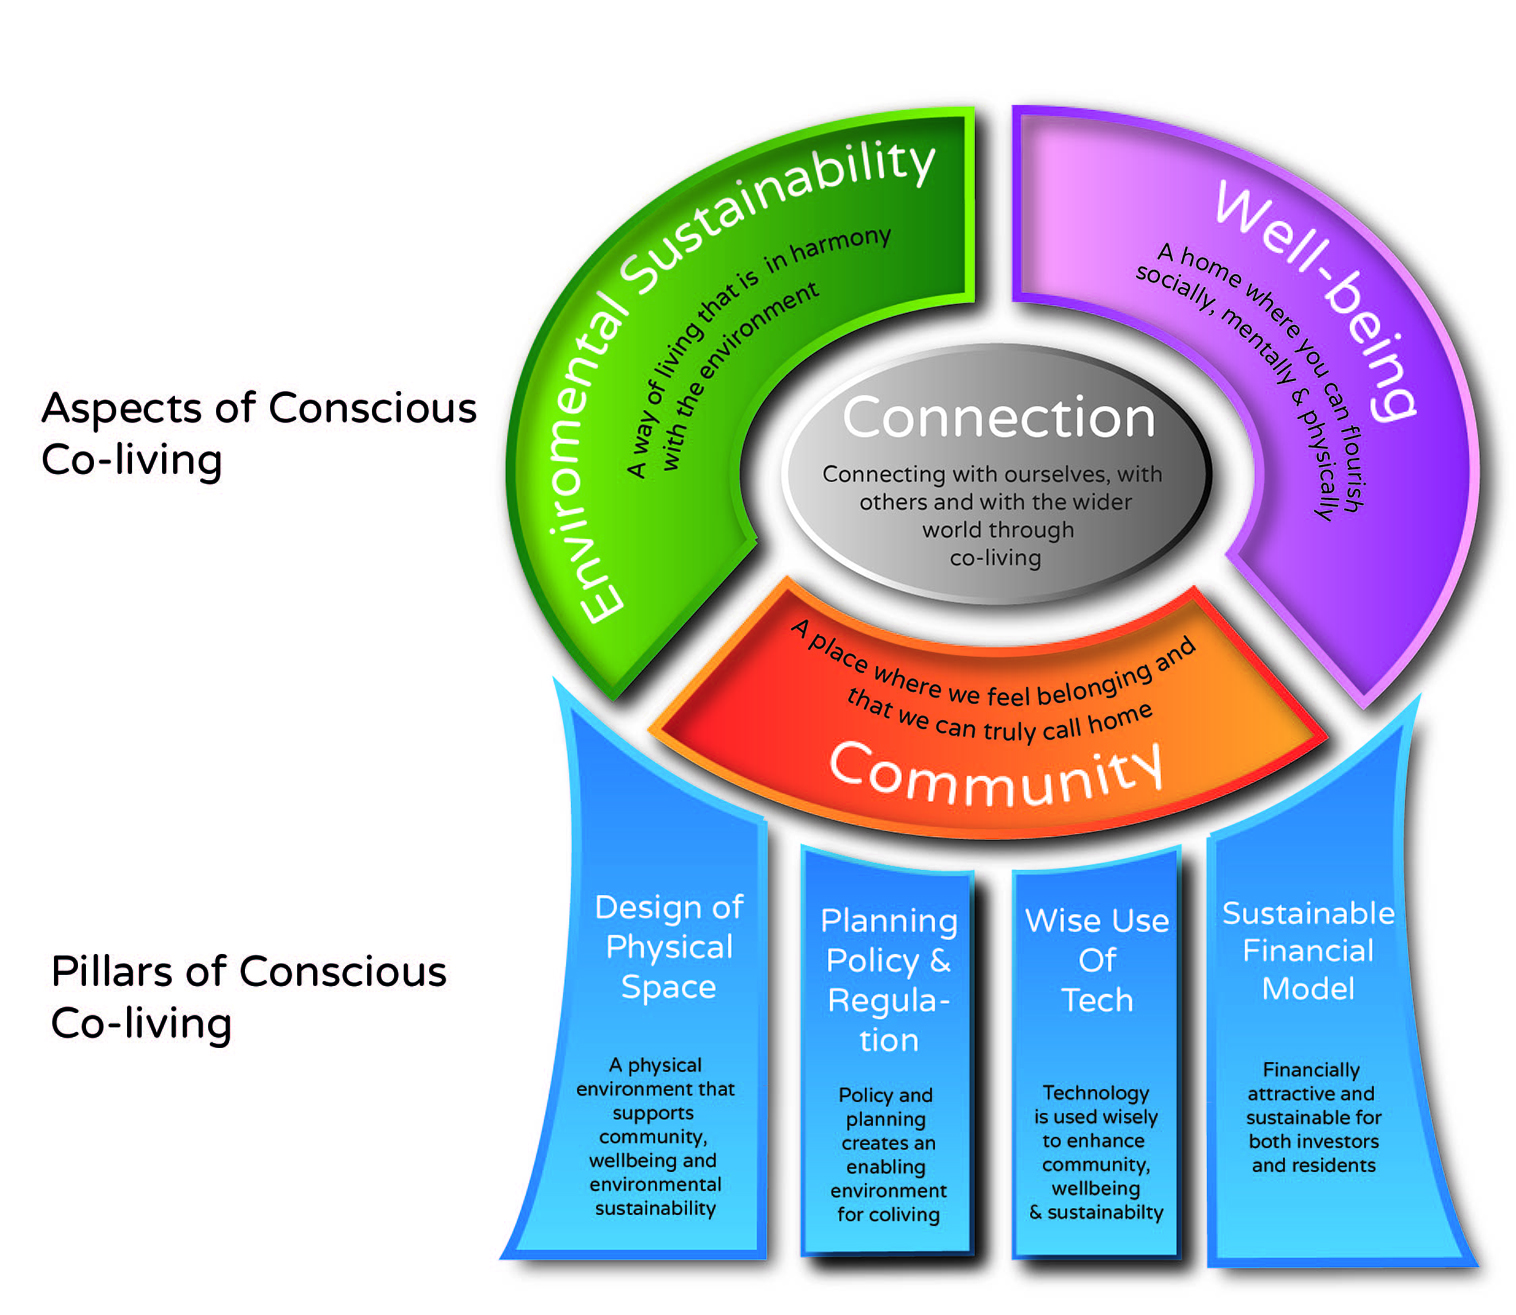 Enviromental Sustainability
A way of living that is in harmony
with the environment
Well-being
A home where you can flourish
socially, mentally & physically
Aspects of Conscious
Co-living
Connection
Connecting with ourselves, with
others and with the wider
world through
co-living
A place where we feel belonging and
that we can truly call home
Community
Pillars of Conscious
Co-living
Design of
Physical
Space
A physical
environment that
supports
community,
wellbeing and
environmental
sustainability
Planning
Policy &
Regula-
tion
Policy and
planning
creates an
enabling
environment
for coliving
Wise Use
Of
Tech
Technology
is used wisely
to enhance
community,
wellbeing
& sustainabilty
Sustainable
Financial
Model
Financially
attractive and
sustainable for
both investors
and residents